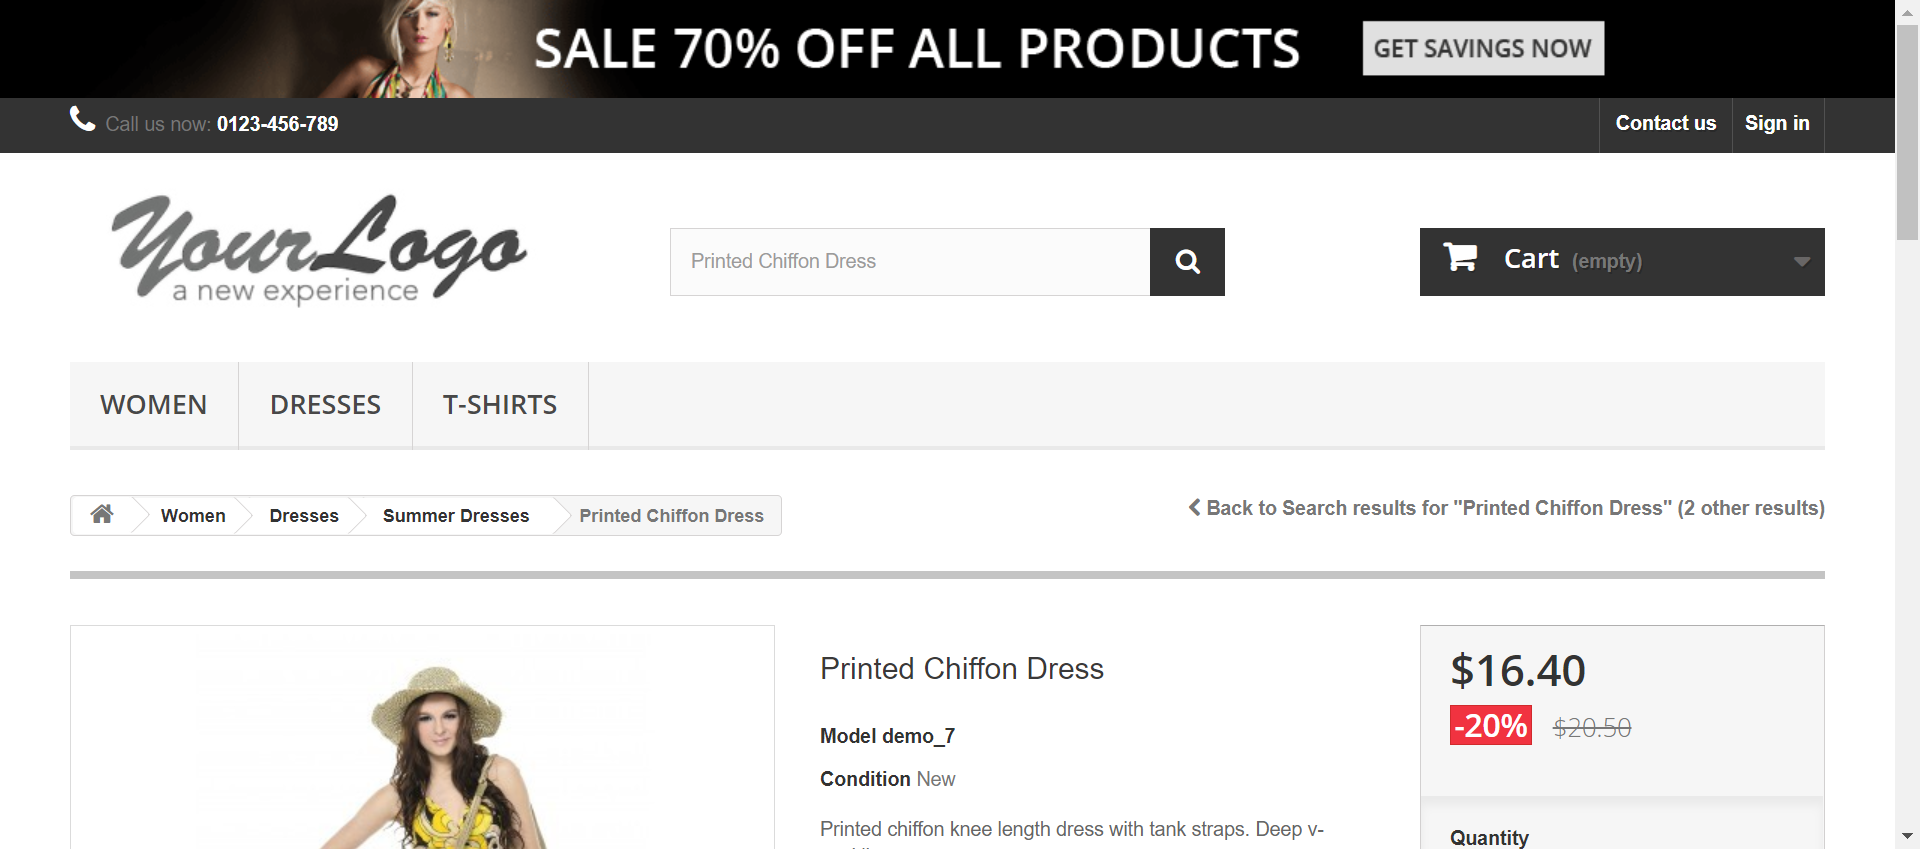 SALE 70% OFF ALL PRODUCTS
GET SAVINGS NOW
Call us now: 0123-456-789
Contact us
Sign in
YourLogo
a new experience
Printed Chiffon Dress
Cart (empty)
WOMEN
DRESSES
T-SHIRTS
Women
Dresses
Summer Dresses
Printed Chiffon Dress
Back to Search results for "Printed Chiffon Dress" (2 other results)
Printed Chiffon Dress
Model demo_7
Condition New
Printed chiffon knee length dress with tank straps. Deep v-
$16.40
-20% $20.50
Quantity